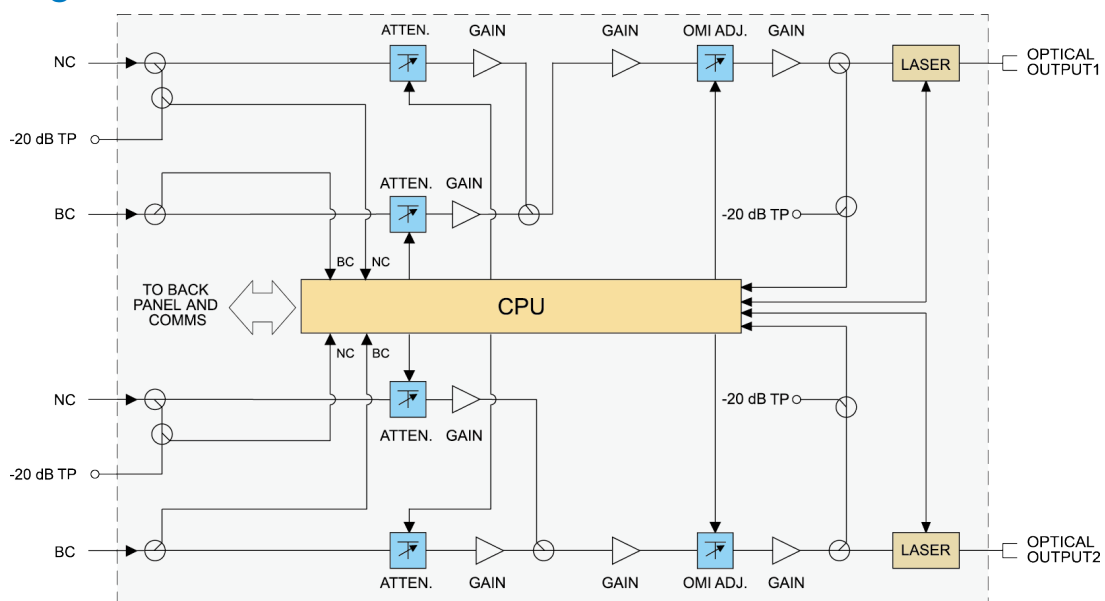 ATTEN. GAIN GAIN OMI ADJ. GAIN
NC LASER OPTICAL
OUTPUT1
-20 dB TP
ATTEN. GAIN
BC -20 dB TP
BC NC
TO BACK
PANEL AND
COMMS
CPU
NC BC
NC -20 dB TP
ATTEN. GAIN
-20 dB TP
BC LASER OPTICAL
OUTPUT2
ATTEN. GAIN GAIN OMI ADJ. GAIN